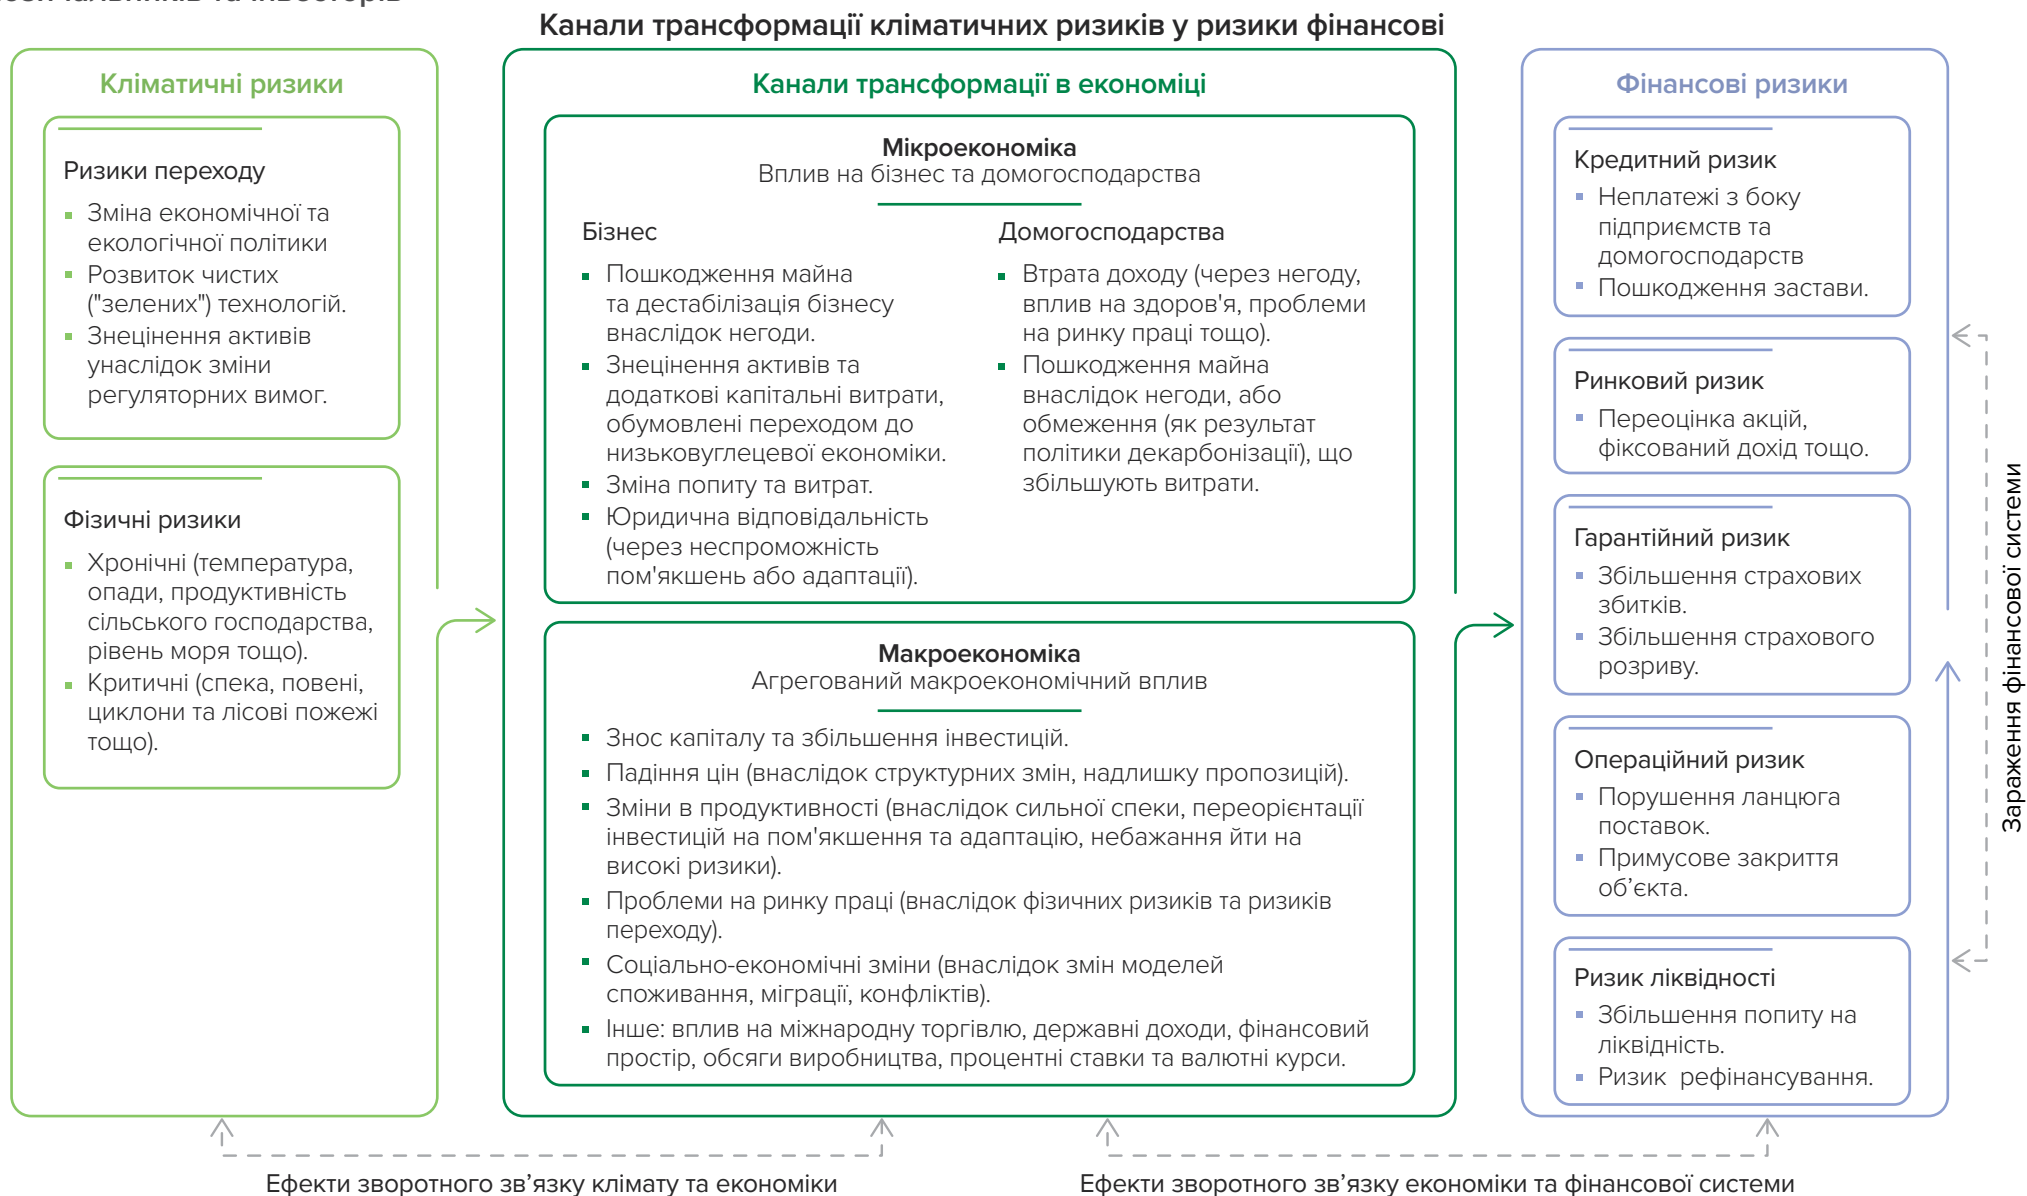 та інвесторів
Канали трансформації кліматичних ризиків у ризики фінансові
Кліматичні ризики
Ризики переходу
Зміна економічної та
екологічної політики
Розвиток чистих
("зелених") технологій.
Знецінення активів
унаслідок зміни
регуляторних вимог.
Фізичні ризики
Хронічні (температура,
опади, продуктивність
сільського господарства,
рівень моря тощо).
Критичні (спека, повені,
циклони та лісові пожежі
тощо).
Канали трансформації в економіці
Мікроекономіка
Вплив на бізнес та домогосподарства
Бізнес
Пошкодження майна
та дестабілізація бізнесу
внаслідок негоди.
Знецінення активів та
додаткові капітальні витрати,
обумовлені переходом до
низьковуглецевої економіки.
Зміна попиту та витрат.
Юридична відповідальність
(через неспроможність
пом'якшень або адаптації).
Домогосподарства
Втрата доходу (через негоду,
вплив на здоров'я, проблеми
на ринку праці тощо).
Пошкодження майна
внаслідок негоди, або
обмеження (як результат
політики декарбонізації), що
збільшують витрати.
Макроекономіка
Агрегований макроекономічний вплив
Знос капіталу та збільшення інвестицій.
Падіння цін (внаслідок структурних змін, надлишку пропозицій).
Зміни в продуктивності (внаслідок сильної спеки, переорієнтації
інвестицій на пом'якшення та адаптацію, небажання йти на
високі ризики).
Проблеми на ринку праці (внаслідок фізичних ризиків та ризиків
переходу).
Соціально-економічні зміни (внаслідок змін моделей
споживання, міграції, конфліктів).
Інше: вплив на міжнародну торгівлю, державні доходи, фінансовий
простір, обсяги виробництва, процентні ставки та валютні курси.
Фінансові ризики
Кредитний ризик
Неплатежі з боку
підприємств та
домогосподарств
Пошкодження застави.
Ринковий ризик
Переоцінка акцій,
фіксований дохід тощо.
Гарантійний ризик
Збільшення страхових
збитків.
Збільшення страхового
розриву.
Операційний ризик
Порушення ланцюга
поставок.
Примусове закриття
об’єкта.
Ризик ліквідності
Збільшення попиту на
ліквідність.
Ризик рефінансування.
Зараження фінансової системи
Ефекти зворотного зв’язку клімату та економіки
Ефекти зворотного зв’язку економіки та фінансової системи